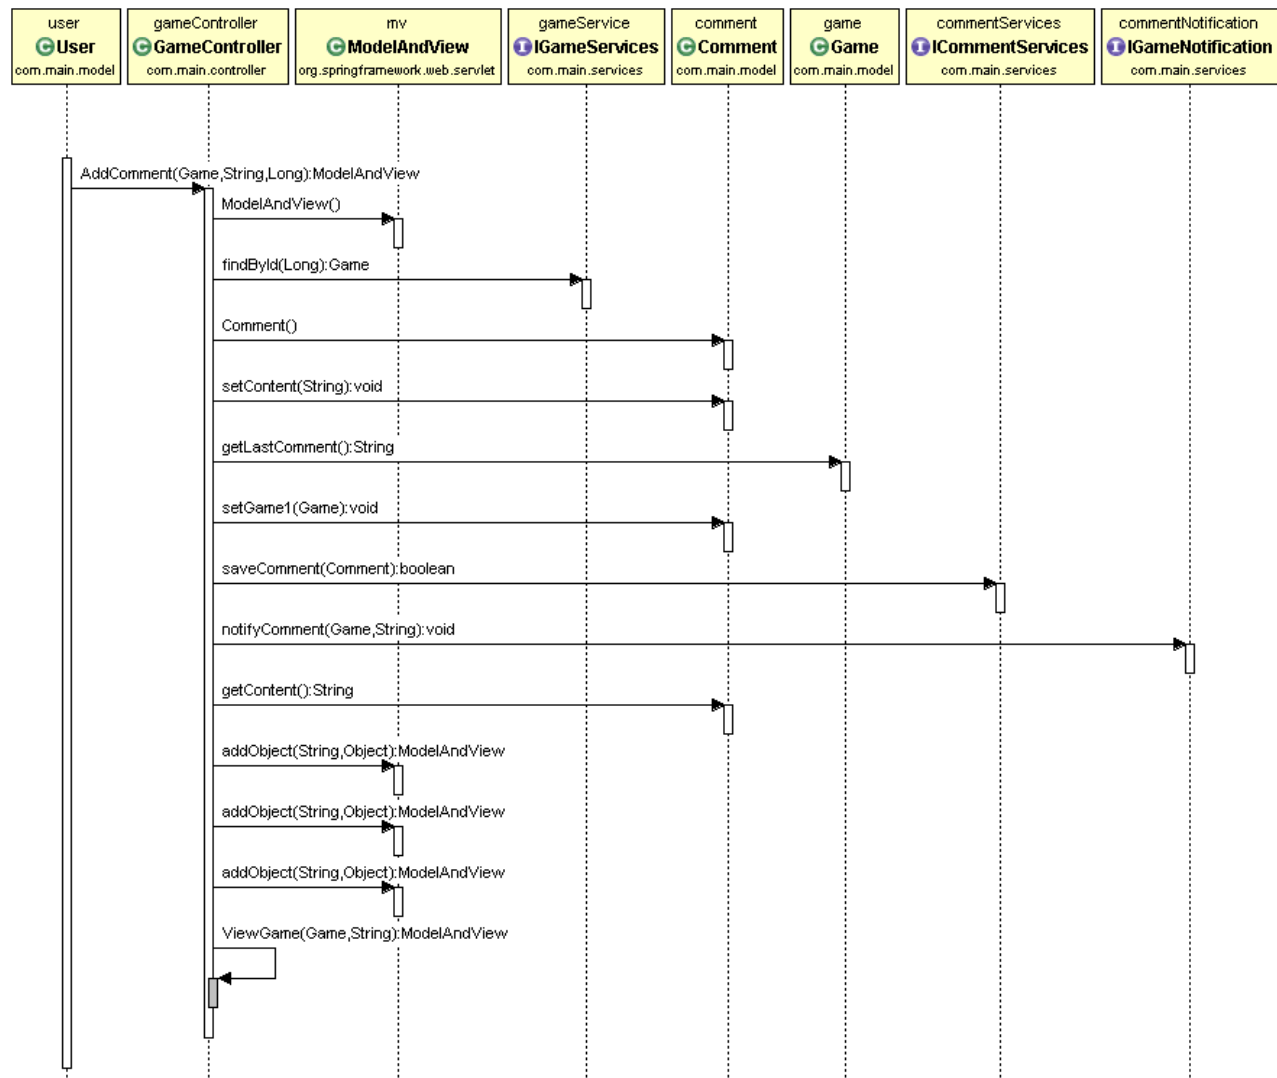 user gameController mv gameService comment game commentServices commentNotification
C User C GameController C ModelAndView I IGameServices C Comment C Game I ICommentServices I IGameNotification
com.main.model com.main.controller org.springframework.web.servlet com.main.services com.main.model com.main.model com.main.services com.main.services
AddComment(Game,String,Long):ModelAndView
ModelAndView()
findById(Long):Game
Comment()
setContent(String):void
getLastComment():String
setGame1(Game):void
saveComment(Comment):boolean
notifyComment(Game,String):void
getContent():String
addObject(String,Object):ModelAndView
addObject(String,Object):ModelAndView
addObject(String,Object):ModelAndView
ViewGame(Game,String):ModelAndView